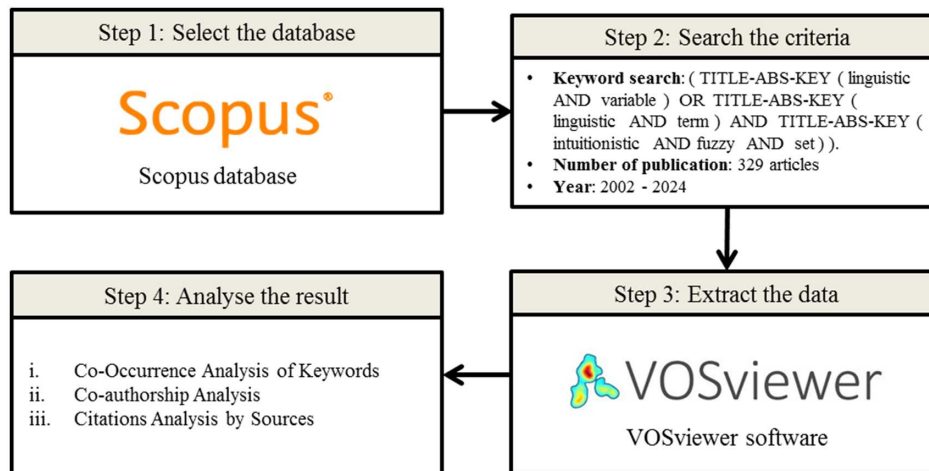 Step 1: Select the database
Scopus®
Scopus database
Step 2: Search the criteria
• Keyword search: ( TITLE-ABS-KEY ( linguistic
AND variable ) OR TITLE-ABS-KEY (
linguistic AND term ) AND TITLE-ABS-KEY (
intuitionistic AND fuzzy AND set )).
• Number of publication: 329 articles
• Year: 2002 - 2024
Step 3: Extract the data
VOSviewer
VOSviewer software
Step 4: Analyse the result
i. Co-Occurrence Analysis of Keywords
ii. Co-authorship Analysis
iii. Citations Analysis by Sources